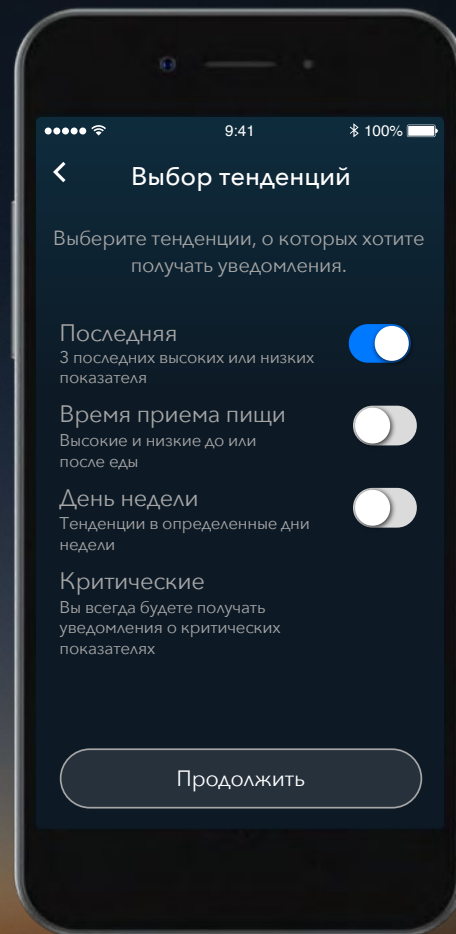 9:41
100%
Выбор тенденций
Выберите тенденции, о которых хотите
получать уведомления.
Последняя
3 последних высоких или низких
показателя
Время приема пищи
Высокие и низкие до или
после еды
День недели
Тенденции в определенные дни
недели
Критические
Вы всегда будете получать
уведомления о критических
показателях
Продолжить